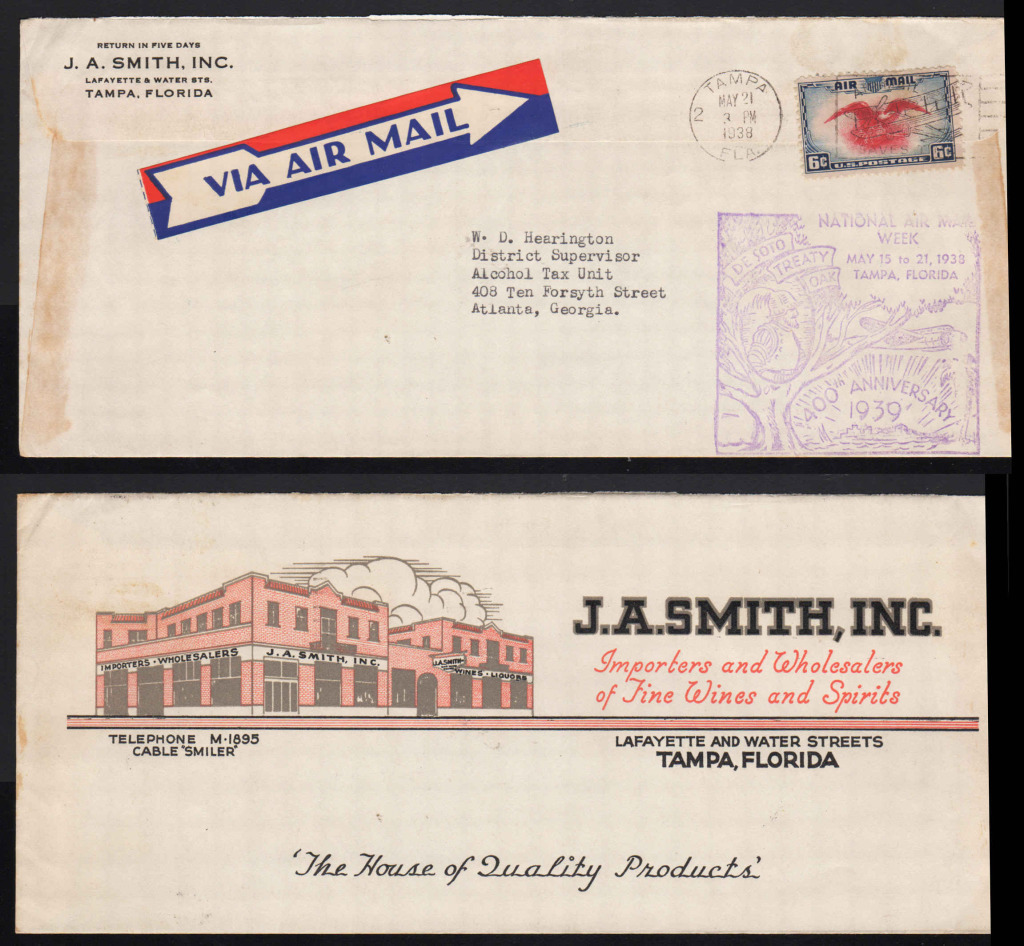 RETURN IN FIVE DAYS
J. A. SMITH, INC.
LAFAYETTE & WATER STS.
TAMPA, FLORIDA
VIA AIR MAIL
TAMPA
MAY 21
3 PM
1938
2
FLA.
AIR MAIL
6¢ U.S. POSTAGE 6¢
W. D. Hearington
District Supervisor
Alcohol Tax Unit
408 Ten Forsyth Street
Atlanta, Georgia.
NATIONAL AIR MAIL
WEEK
MAY 15 to 21, 1938
TAMPA, FLORIDA
DE SOTO
TREATY
OAK
400TH ANNIVERSARY
1939
IMPORTERS • WHOLESALERS
J. A. SMITH, INC.
J.A. SMITH
WINES • LIQUORS
J.A. SMITH, INC.
Importers and Wholesalers
of Fine Wines and Spirits
TELEPHONE M-1895
CABLE "SMILER"
LAFAYETTE AND WATER STREETS
TAMPA, FLORIDA
'The House of Quality Products'